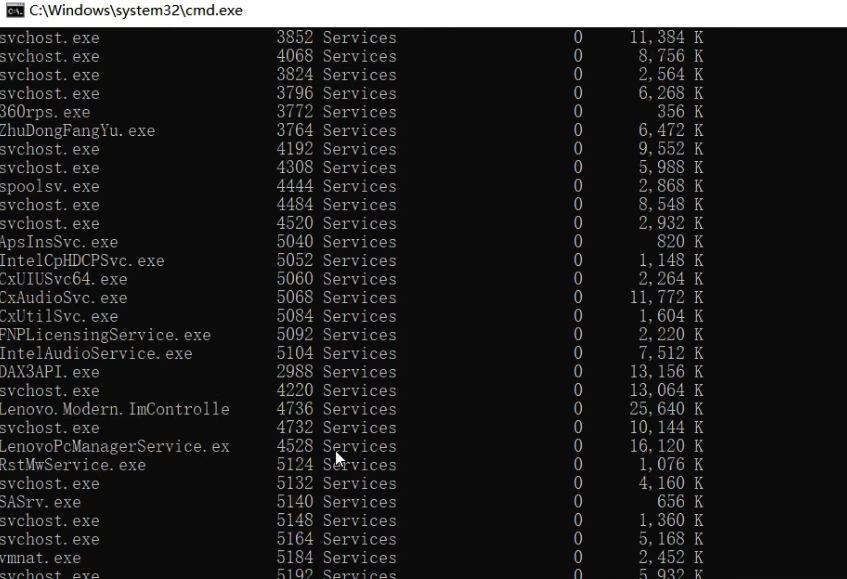 C:\Windows\system32\cmd.exe
svchost.exe 3852 Services 0 11,384 K
svchost.exe 4068 Services 0 8,756 K
svchost.exe 3824 Services 0 2,564 K
svchost.exe 3796 Services 0 6,268 K
360rps.exe 3772 Services 0 356 K
ZhuDongFangYu.exe 3764 Services 0 6,472 K
svchost.exe 4192 Services 0 9,552 K
svchost.exe 4308 Services 0 5,988 K
spoolsv.exe 4444 Services 0 2,868 K
svchost.exe 4484 Services 0 8,548 K
svchost.exe 4520 Services 0 2,932 K
ApsInsSvc.exe 5040 Services 0 820 K
IntelCpHDCPSvc.exe 5052 Services 0 1,148 K
CxUIUSvc64.exe 5060 Services 0 2,264 K
CxAudioSvc.exe 5068 Services 0 11,772 K
CxUtilSvc.exe 5084 Services 0 1,604 K
FNPLicensingService.exe 5092 Services 0 2,220 K
IntelAudioService.exe 5104 Services 0 7,512 K
DAX3API.exe 2988 Services 0 13,156 K
svchost.exe 4220 Services 0 13,064 K
Lenovo.Modern.ImControlle 4736 Services 0 25,640 K
svchost.exe 4732 Services 0 10,144 K
LenovoPcManagerService.ex 4528 Services 0 16,120 K
RstMwService.exe 5124 Services 0 1,076 K
svchost.exe 5132 Services 0 4,160 K
SASrv.exe 5140 Services 0 656 K
svchost.exe 5148 Services 0 1,360 K
svchost.exe 5164 Services 0 5,168 K
vmnat.exe 5184 Services 0 2,452 K
svchost.exe 5192 Services 0 5,932 K